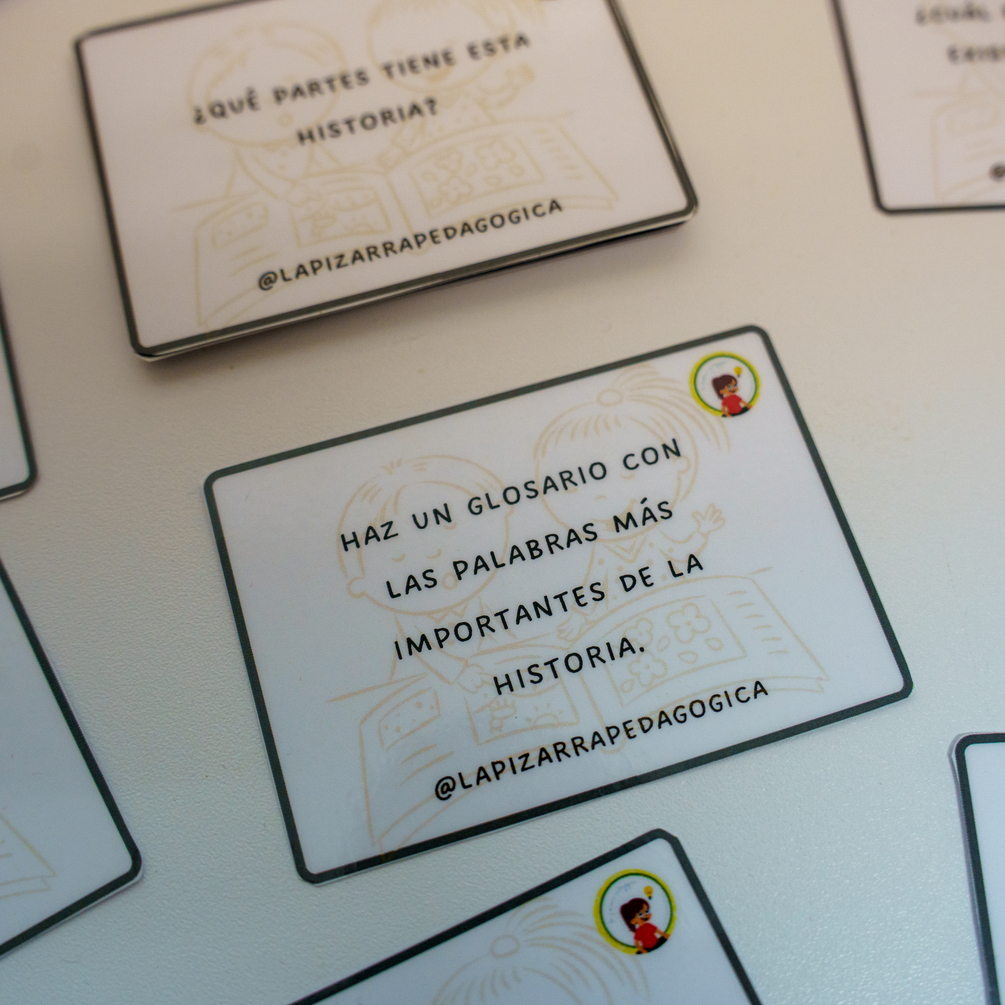 ¿QUÉ PARTES TIENE ESTA
HISTORIA?
@LAPIZARRAPEDAGOGICA
HAZ UN GLOSARIO CON
LAS PALABRAS MÁS
IMPORTANTES DE LA
HISTORIA.
@LAPIZARRAPEDAGOGICA